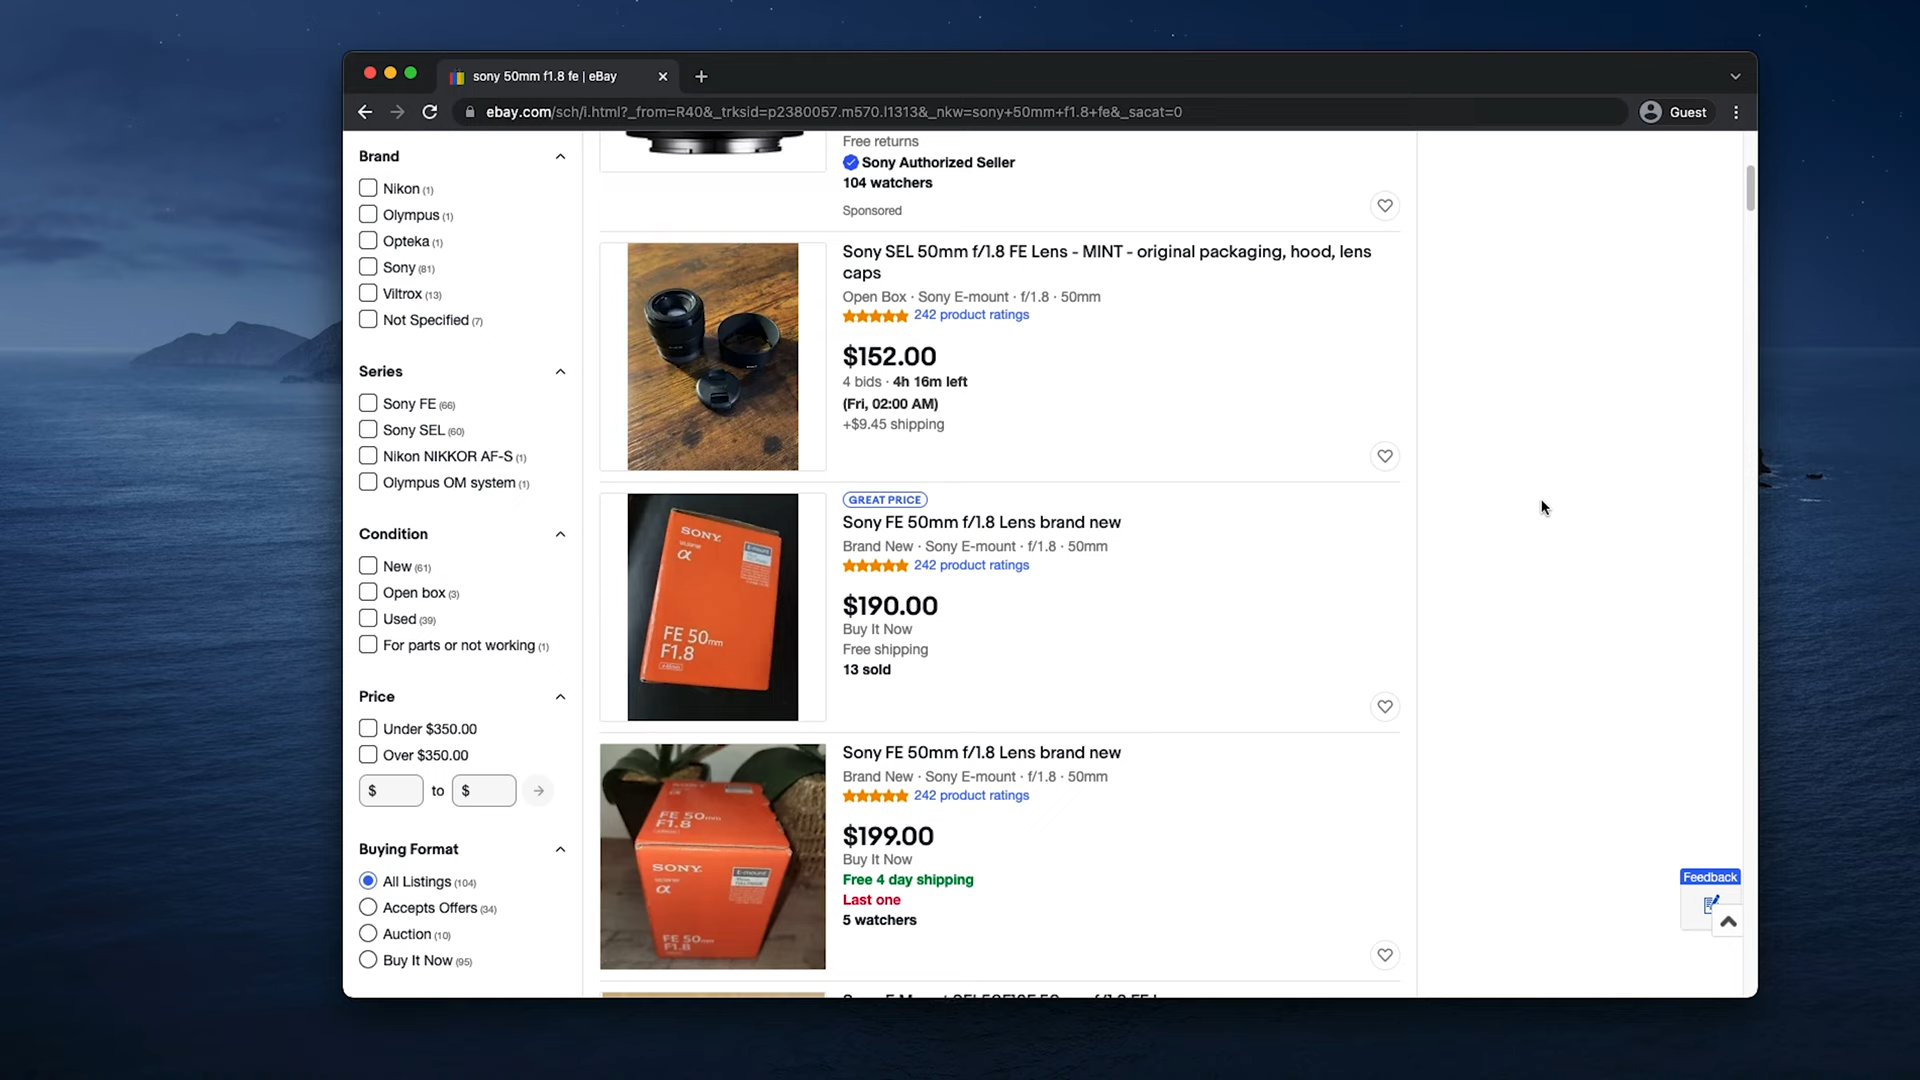 sony 50mm f1.8 fe | eBay
ebay.com/sch/i.html?_from=R40&_trksid=p2380057.m570.l1313&_nkw=sony+50mm+f1.8+fe&_sacat=0
Guest
Brand
Nikon (1)
Olympus (1)
Opteka (1)
Sony (81)
Viltrox (13)
Not Specified (7)
Series
Sony FE (66)
Sony SEL (60)
Nikon NIKKOR AF-S (1)
Olympus OM system (1)
Condition
New (61)
Open box (3)
Used (39)
For parts or not working (1)
Price
Under $350.00
Over $350.00
$ to $
Buying Format
All Listings (104)
Accepts Offers (34)
Auction (10)
Buy It Now (95)
Free returns
Sony Authorized Seller
104 watchers
Sponsored
Sony SEL 50mm f/1.8 FE Lens - MINT - original packaging, hood, lens
caps
Open Box · Sony E-mount · f/1.8 · 50mm
242 product ratings
$152.00
4 bids · 4h 16m left
(Fri, 02:00 AM)
+$9.45 shipping
SONY
α
E-mount
FE 50mm
F1.8
GREAT PRICE
Sony FE 50mm f/1.8 Lens brand new
Brand New · Sony E-mount · f/1.8 · 50mm
242 product ratings
$190.00
Buy It Now
Free shipping
13 sold
FE 50mm
F1.8
SONY
α
E-mount
FE 50mm
F1.8
Sony FE 50mm f/1.8 Lens brand new
Brand New · Sony E-mount · f/1.8 · 50mm
242 product ratings
$199.00
Buy It Now
Free 4 day shipping
Last one
5 watchers
Feedback